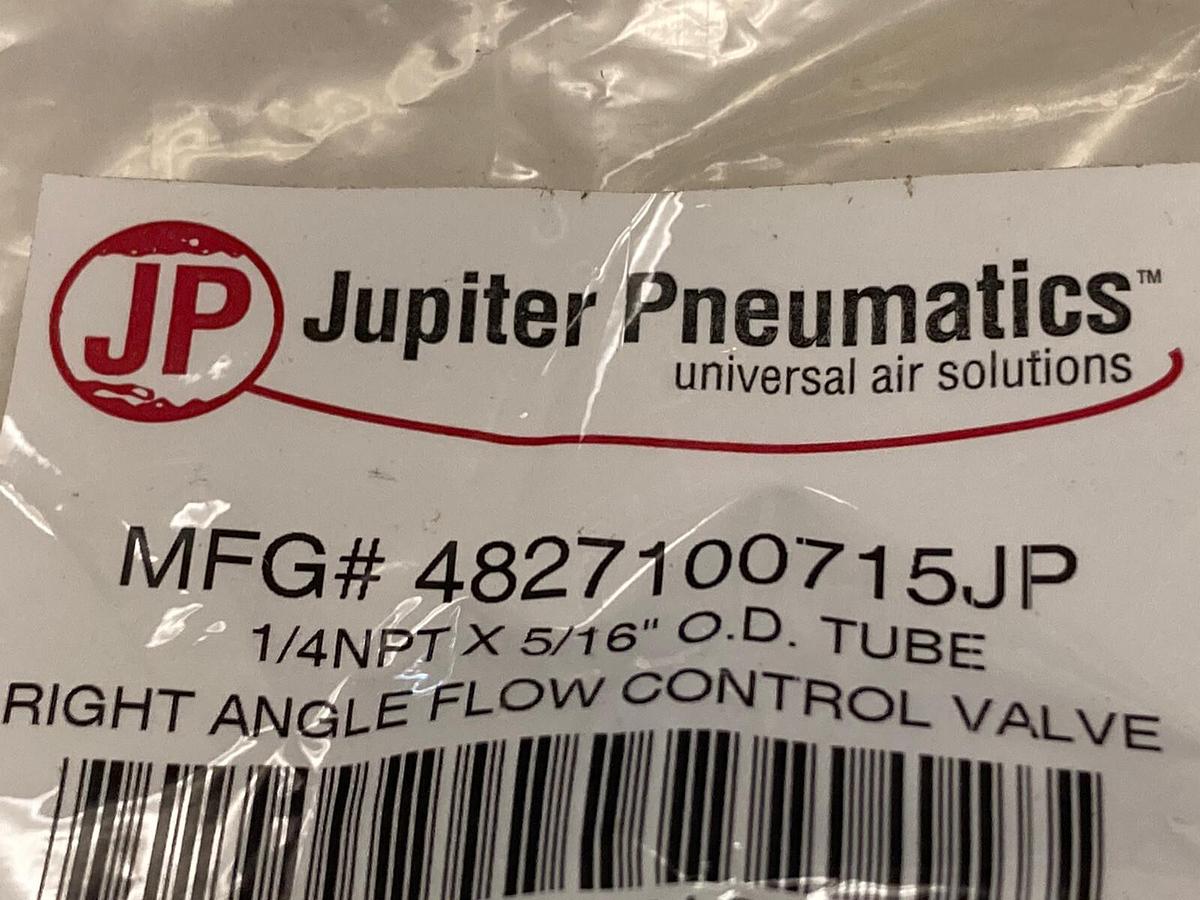 JP
Jupiter Pneumatics™
universal air solutions
MFG# 4827100715JP
1/4NPT X 5/16" O.D. TUBE
RIGHT ANGLE FLOW CONTROL VALVE